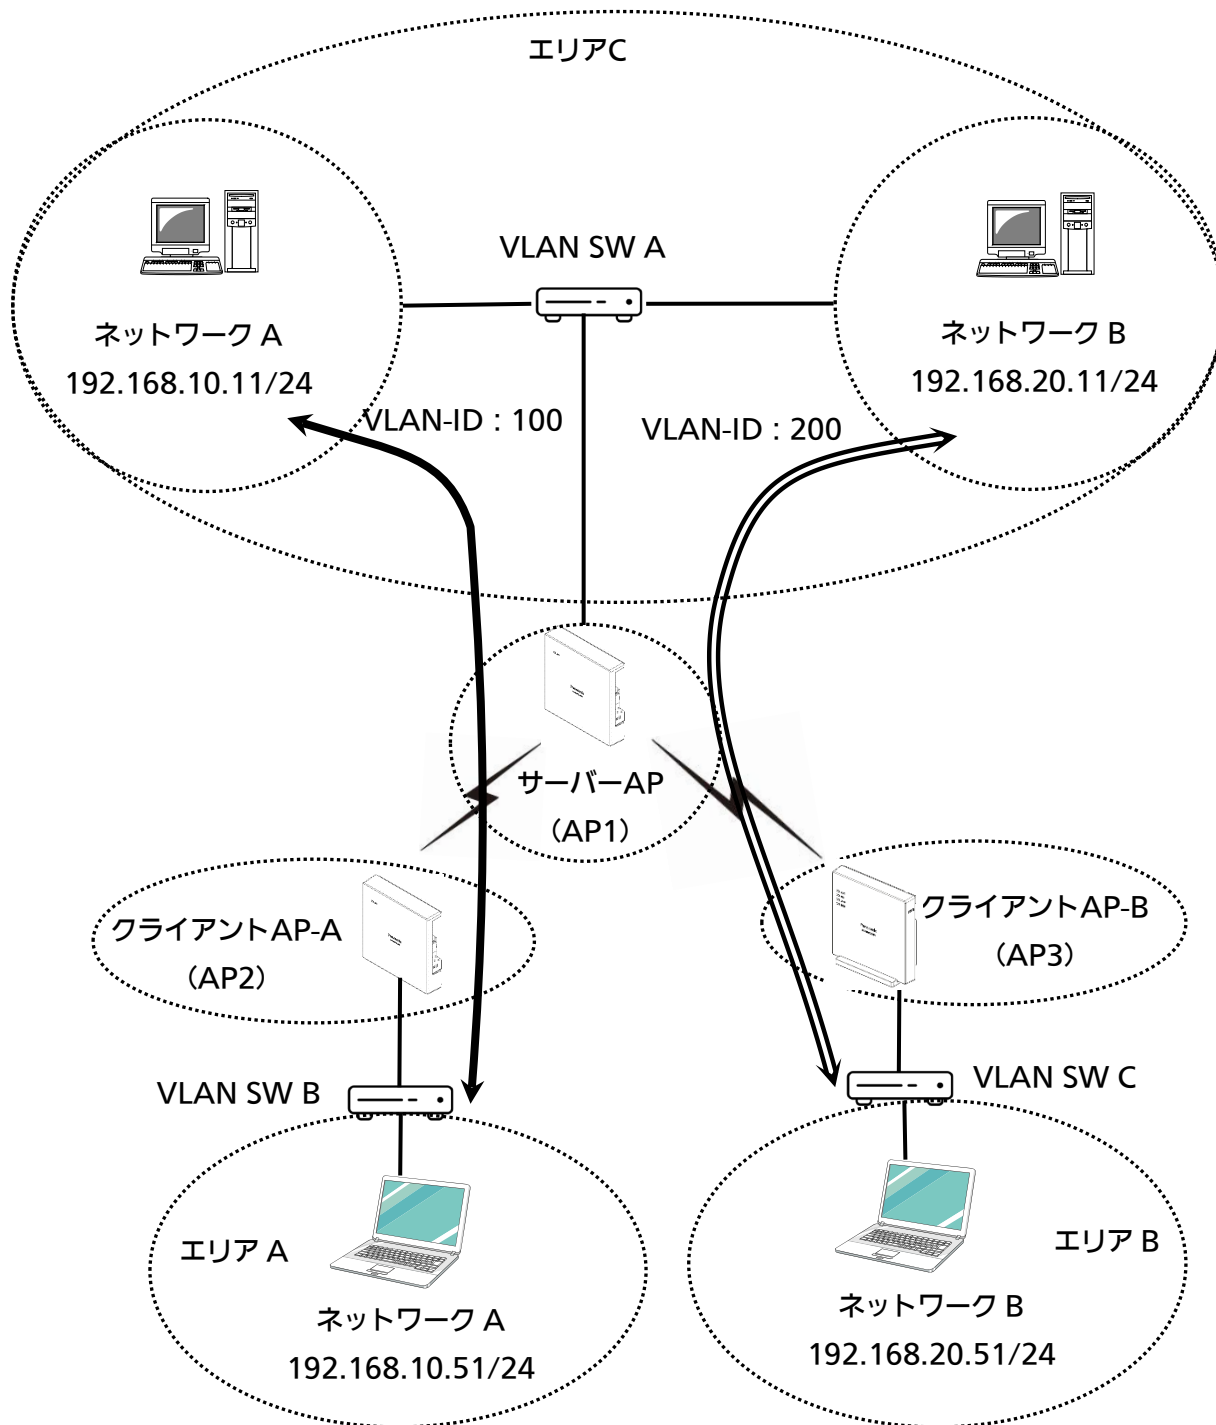 エリアC
VLAN SW A
ネットワーク A
192.168.10.11/24
ネットワーク B
192.168.20.11/24
VLAN-ID：100
VLAN-ID：200
サーバーAP
（AP1）
クライアントAP-A
（AP2）
クライアントAP-B
（AP3）
VLAN SW B
VLAN SW C
エリア A
ネットワーク A
192.168.10.51/24
エリア B
ネットワーク B
192.168.20.51/24